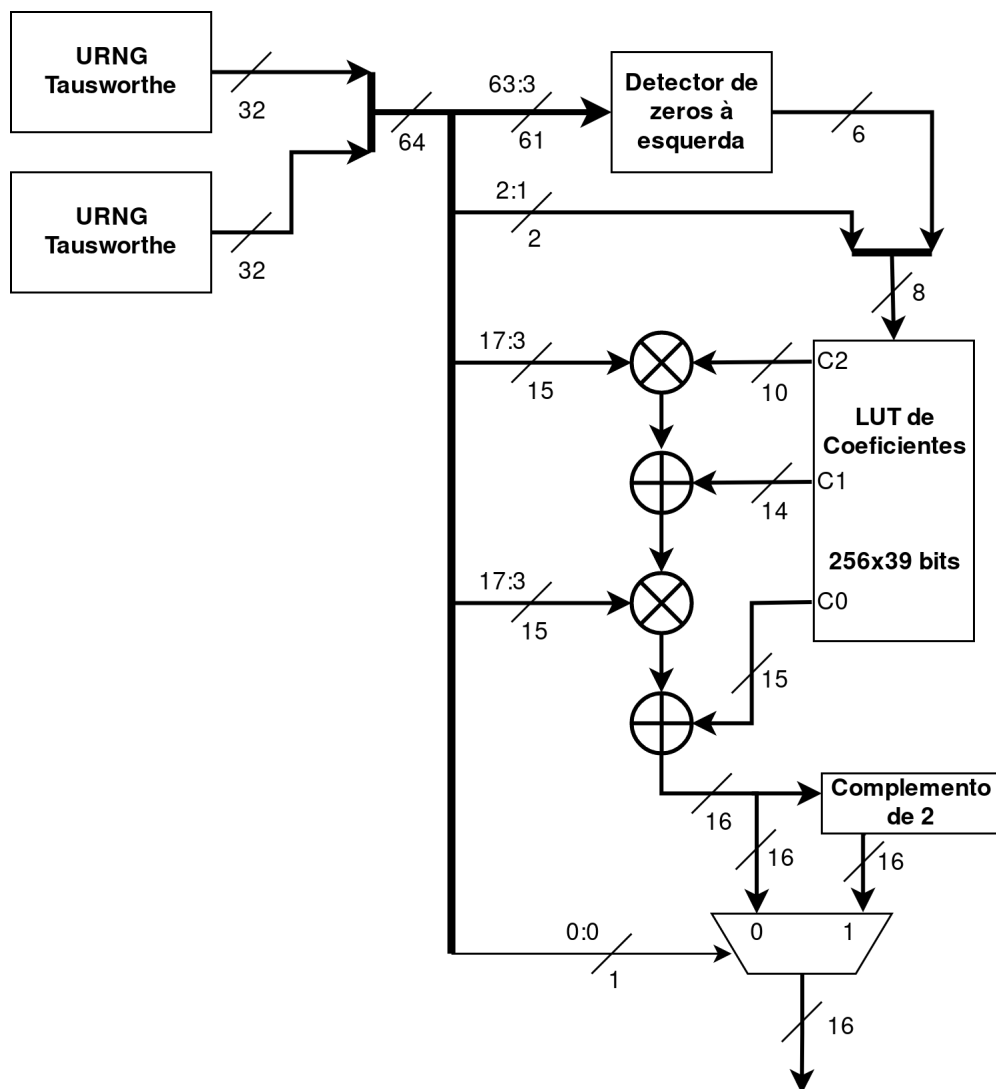 URNG
Tausworthe
32
URNG
Tausworthe
32
64
63:3
61
Detector de
zeros à
esquerda
6
2:1
2
8
17:3
15
10
C2
LUT de
Coeficientes
C1
14
256x39 bits
17:3
15
C0
15
16
Complemento
de 2
16
16
0:0
1
0
1
16